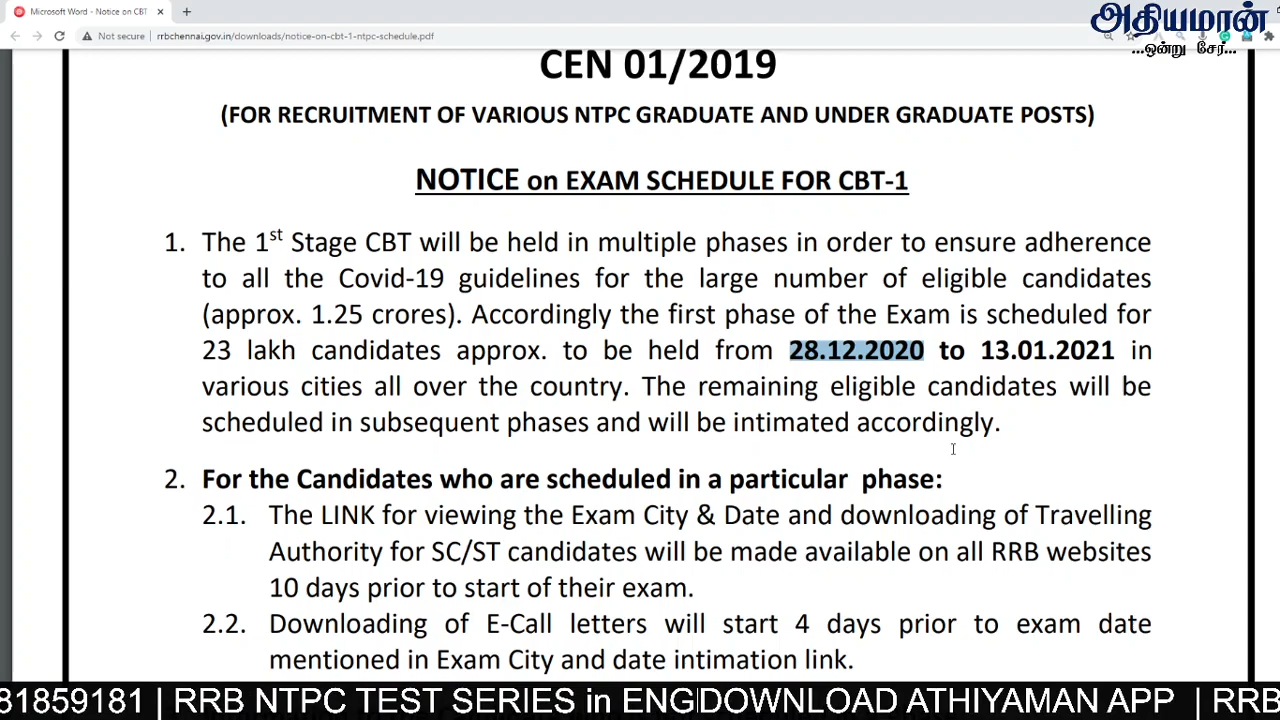 Microsoft Word - Notice on CBT
அதியமான்
...ஒன்று சேர்...
Not secure | rrbchennai.gov.in/downloads/notice-on-cbt-1-ntpc-schedule.pdf
CEN 01/2019
(FOR RECRUITMENT OF VARIOUS NTPC GRADUATE AND UNDER GRADUATE POSTS)
NOTICE on EXAM SCHEDULE FOR CBT-1
1. The 1st Stage CBT will be held in multiple phases in order to ensure adherence
to all the Covid-19 guidelines for the large number of eligible candidates
(approx. 1.25 crores). Accordingly the first phase of the Exam is scheduled for
23 lakh candidates approx. to be held from 28.12.2020 to 13.01.2021 in
various cities all over the country. The remaining eligible candidates will be
scheduled in subsequent phases and will be intimated accordingly.
2. For the Candidates who are scheduled in a particular phase:
2.1. The LINK for viewing the Exam City & Date and downloading of Travelling
Authority for SC/ST candidates will be made available on all RRB websites
10 days prior to start of their exam.
2.2. Downloading of E-Call letters will start 4 days prior to exam date
mentioned in Exam City and date intimation link.
81859181 | RRB NTPC TEST SERIES in ENG DOWNLOAD ATHIYAMAN APP | RRB